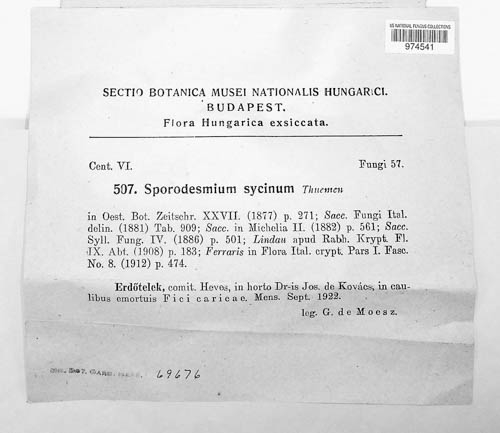 US NATIONAL FUNGUS COLLECTIONS
974541
SECTIO BOTANICA MUSEI NATIONALIS HUNGARICI.
BUDAPEST.
Flora Hungarica exsiccata.
Cent. VI. Fungi 57.
507. Sporodesmium sycinum Thuemen
in Oest. Bot. Zeitschr. XXVII. (1877) p. 271; Sacc. Fungi Ital.
delin. (1881) Tab. 909; Sacc. in Michelia II. (1882) p. 561; Sacc.
Syll. Fung. IV. (1886) p. 501; Lindau apud Rabh. Krypt. Fl.
IX. Abt. (1908) p. 183; Ferraris in Flora Ital. crypt. Pars I. Fasc.
No. 8. (1912) p. 474.
Erdőtelek, comit. Heves, in horto Dr-is Jos. de Kovács, in cau-
libus emortuis Fici caricae. Mens. Sept. 1922.
leg. G. de Moesz.
69676